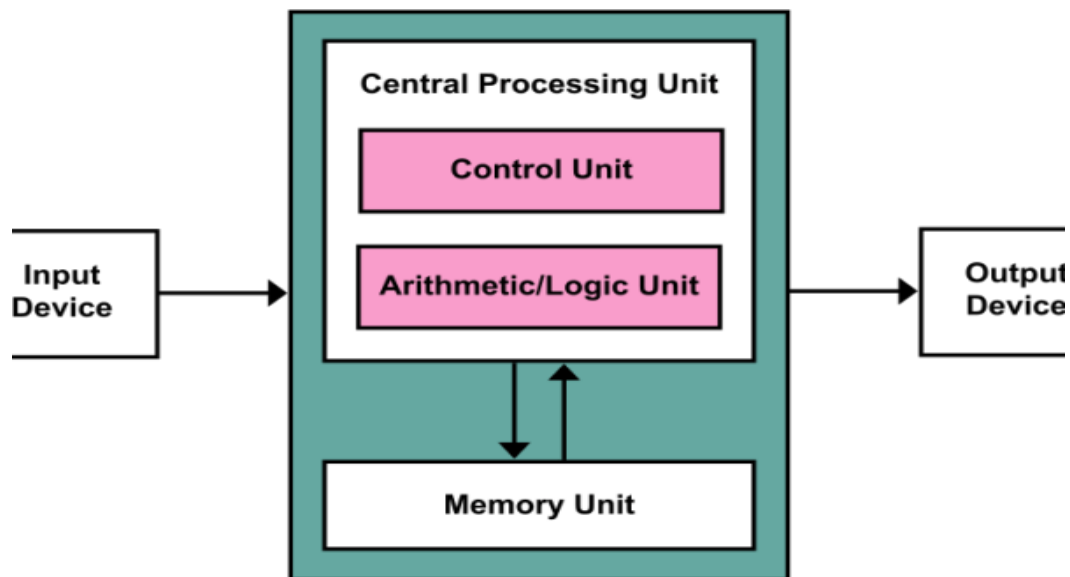 Central Processing Unit
Control Unit
Arithmetic/Logic Unit
Input
Device
Output
Device
Memory Unit